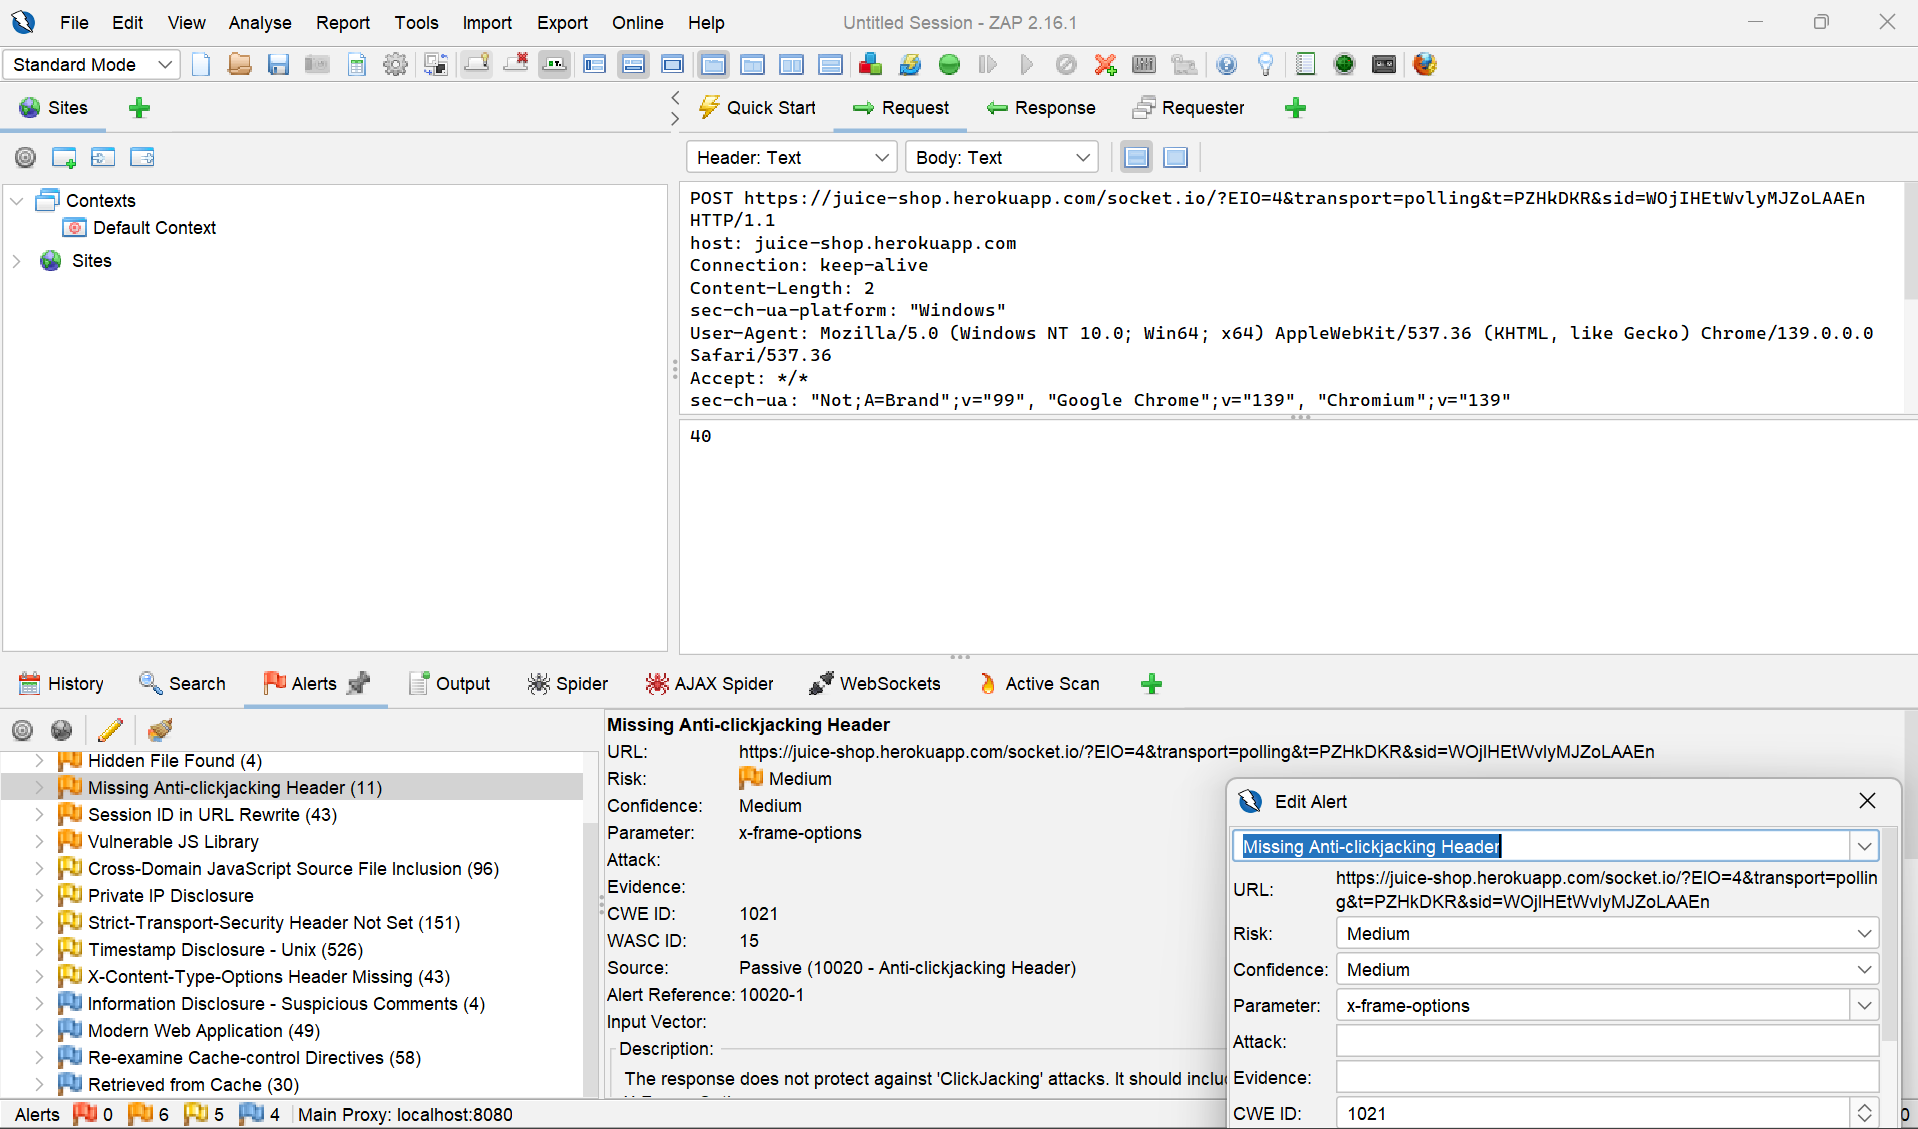 File Edit View Analyse Report Tools Import Export Online Help Untitled Session - ZAP 2.16.1
Standard Mode
Sites
Quick Start Request Response Requester
Header: Text Body: Text
Contexts
Default Context
Sites
POST https://juice-shop.herokuapp.com/socket.io/?EIO=4&transport=polling&t=PZHkDKR&sid=WOjIHEtWvlyMJZoLAAEn
HTTP/1.1
host: juice-shop.herokuapp.com
Connection: keep-alive
Content-Length: 2
sec-ch-ua-platform: "Windows"
User-Agent: Mozilla/5.0 (Windows NT 10.0; Win64; x64) AppleWebKit/537.36 (KHTML, like Gecko) Chrome/139.0.0.0
Safari/537.36
Accept: */*
sec-ch-ua: "Not;A=Brand";v="99", "Google Chrome";v="139", "Chromium";v="139"
40
History Search Alerts Output Spider AJAX Spider WebSockets Active Scan
Hidden File Found (4)
Missing Anti-clickjacking Header (11)
Session ID in URL Rewrite (43)
Vulnerable JS Library
Cross-Domain JavaScript Source File Inclusion (96)
Private IP Disclosure
Strict-Transport-Security Header Not Set (151)
Timestamp Disclosure - Unix (526)
X-Content-Type-Options Header Missing (43)
Information Disclosure - Suspicious Comments (4)
Modern Web Application (49)
Re-examine Cache-control Directives (58)
Retrieved from Cache (30)
Missing Anti-clickjacking Header
URL: https://juice-shop.herokuapp.com/socket.io/?EIO=4&transport=polling&t=PZHkDKR&sid=WOjIHEtWvlyMJZoLAAEn
Risk: Medium
Confidence: Medium
Parameter: x-frame-options
Attack:
Evidence:
CWE ID: 1021
WASC ID: 15
Source: Passive (10020 - Anti-clickjacking Header)
Alert Reference: 10020-1
Input Vector:
Description:
The response does not protect against 'ClickJacking' attacks. It should inclu
Edit Alert
Missing Anti-clickjacking Header
URL: https://juice-shop.herokuapp.com/socket.io/?EIO=4&transport=pollin
g&t=PZHkDKR&sid=WOjIHEtWvlyMJZoLAAEn
Risk: Medium
Confidence: Medium
Parameter: x-frame-options
Attack:
Evidence:
CWE ID: 1021
Alerts 0 6 5 4 Main Proxy: localhost:8080
0